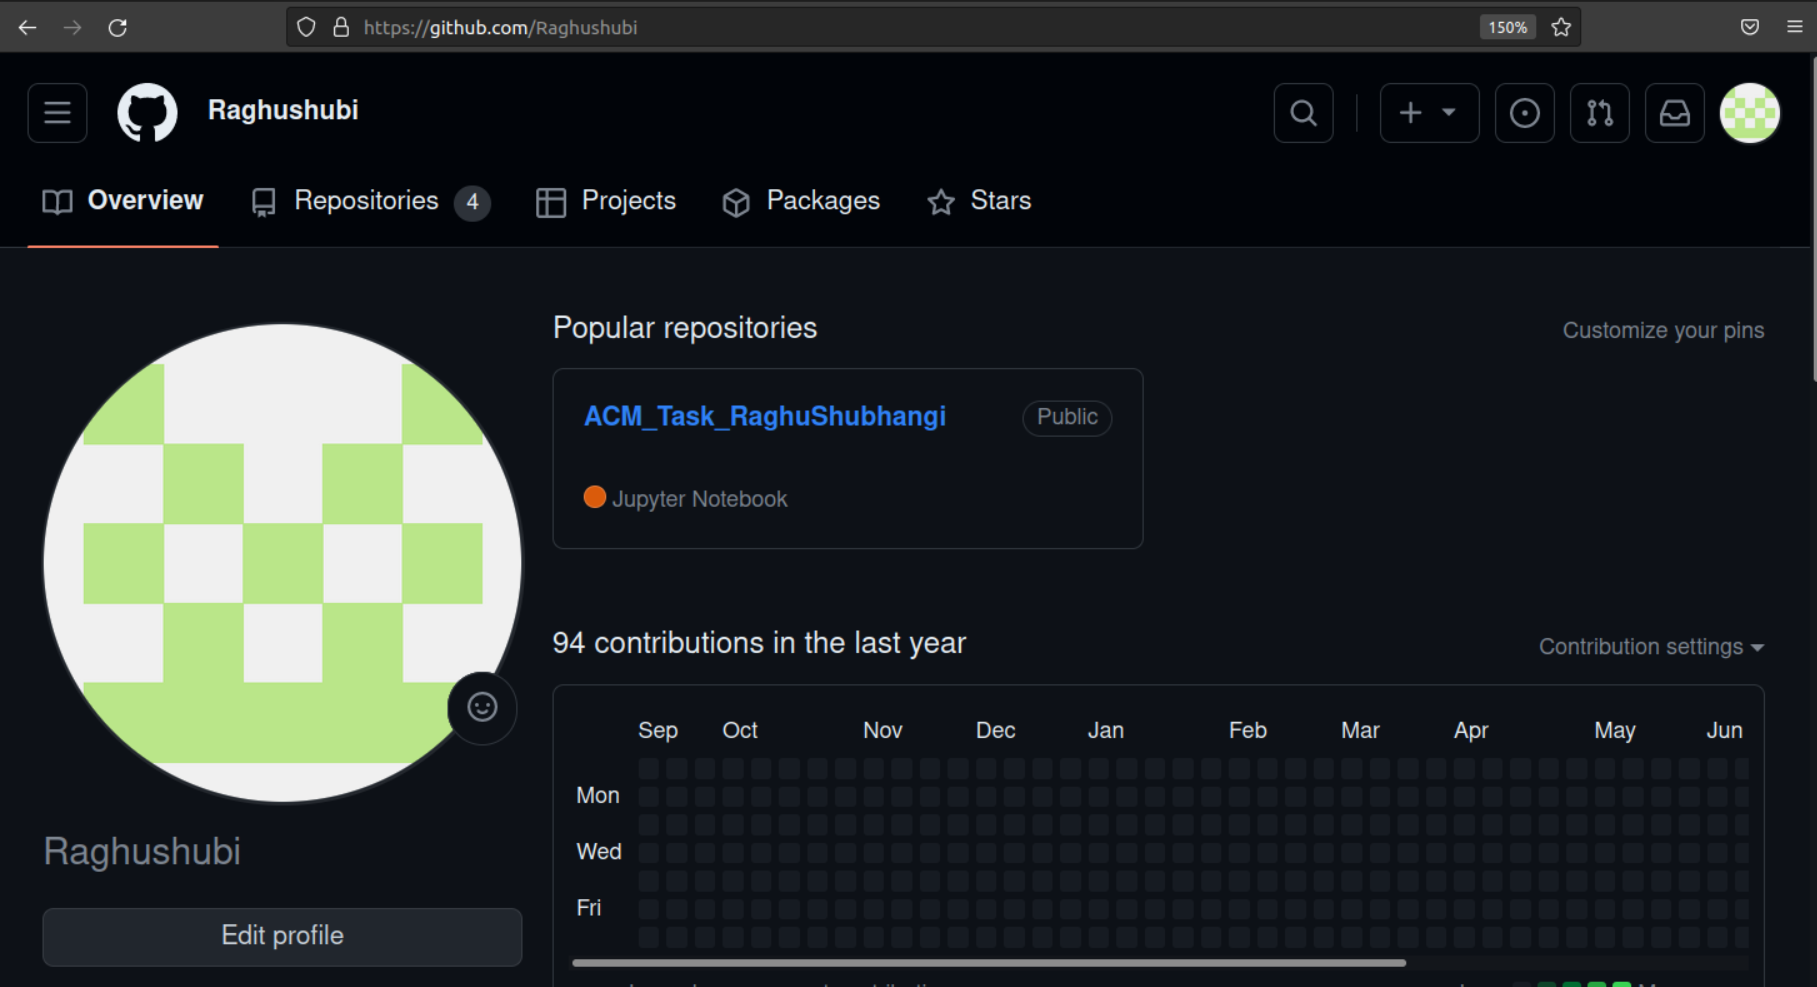 https://github.com/Raghushubi
150%
Raghushubi
Overview
Repositories 4
Projects
Packages
Stars
Popular repositories
Customize your pins
ACM_Task_RaghuShubhangi
Public
Jupyter Notebook
94 contributions in the last year
Contribution settings
Sep Oct Nov Dec Jan Feb Mar Apr May Jun
Mon
Wed
Fri
Raghushubi
Edit profile